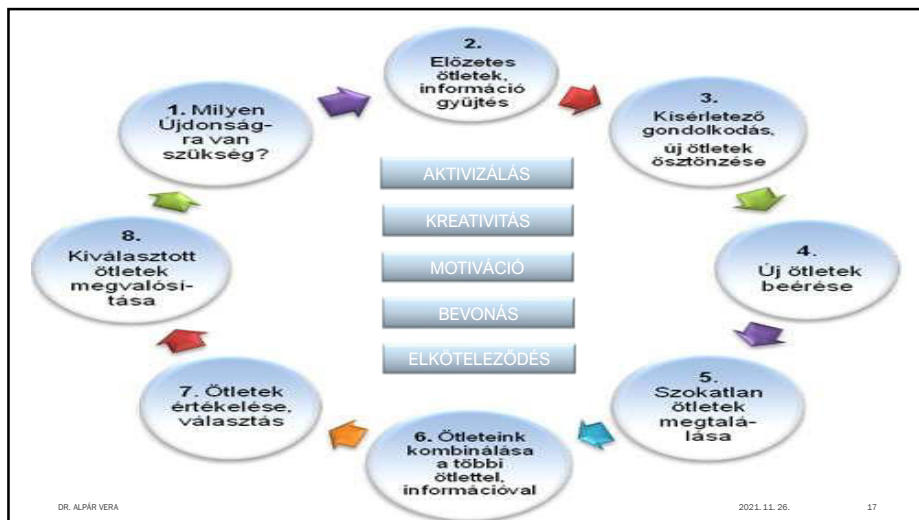 1. Milyen
Újdonság-
ra van
szükség?
2.
Előzetes
ötletek,
információ
gyűjtés
3.
Kísérletező
gondolkodás,
új ötletek
ösztönzése
4.
Új ötletek
beérése
5.
Szokatlan
ötletek
megtalá-
lása
6. Ötleteink
kombinálása
a többi
ötlettel,
információval
7. Ötletek
értékelése,
választás
8.
Kiválasztott
ötletek
megvalósí-
tása
AKTIVIZÁLÁS
KREATIVITÁS
MOTIVÁCIÓ
BEVONÁS
ELKÖTELEZŐDÉS
DR. ALPÁR VERA
2021. 11. 26.
17